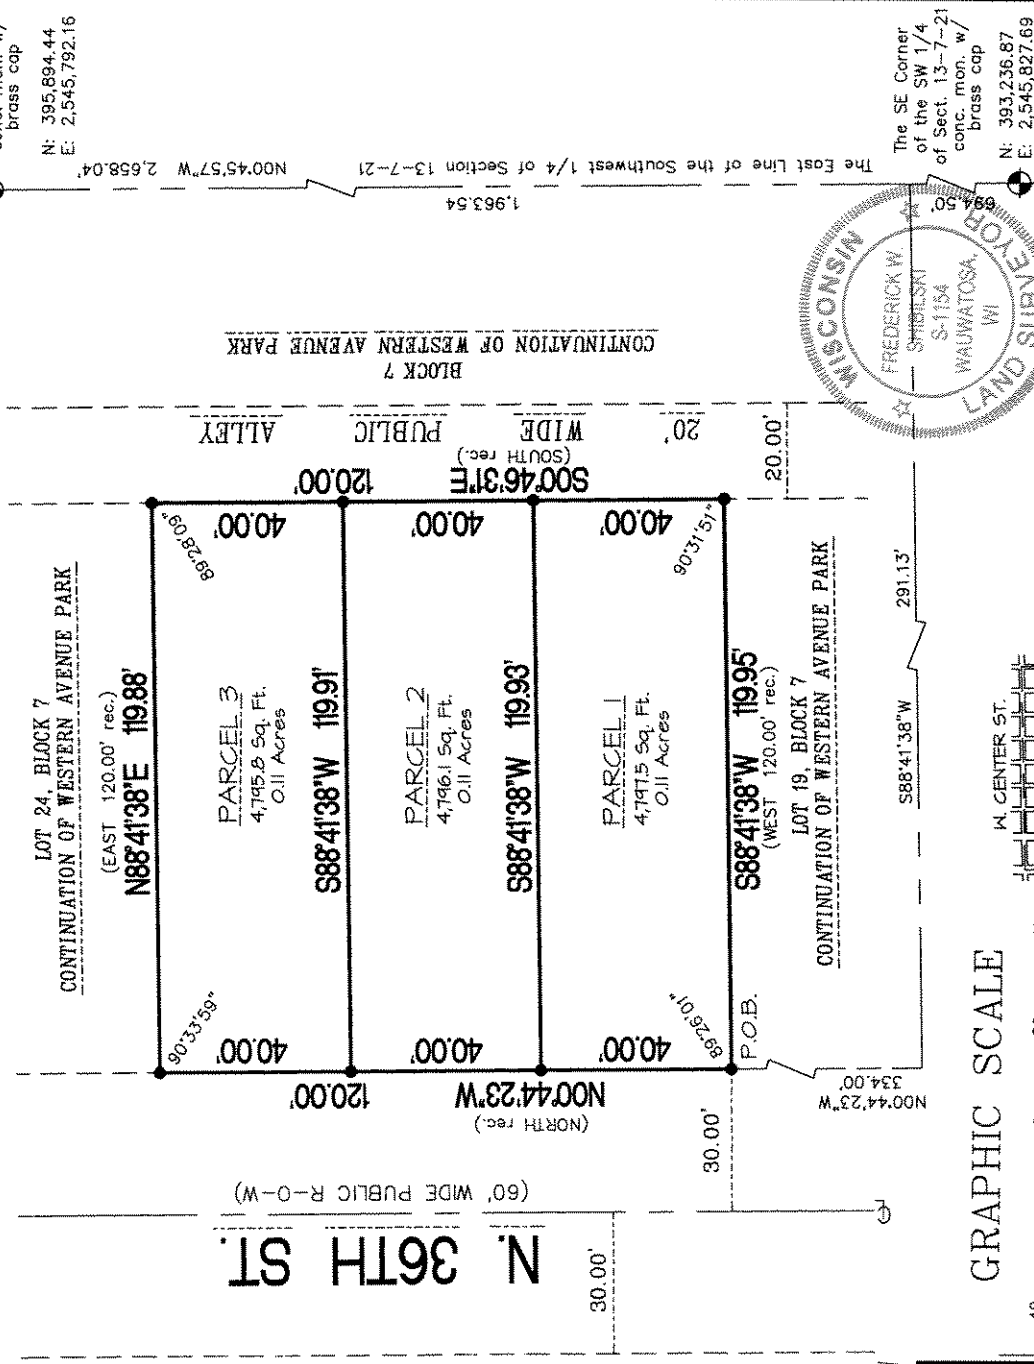 brass cap
N: 395,894.44
E: 2,545,792.16
N00°45'57"W 2,658.04'
The East Line of the Southwest 1/4 of Section 13-7-21
1,963.54
The SE Corner
of the SW 1/4
of Sect. 13-7-21
conc. mon. w/
brass cap
N: 393,236.87
E: 2,545,827.69
694.50'
WISCONSIN
FREDERICK W.
SHIBILSKI
S-1154
WAUWATOSA,
WI
LAND SURVEYOR
BLOCK 7
CONTINUATION OF WESTERN AVENUE PARK
20' WIDE PUBLIC ALLEY
(SOUTH rec.)
S00°46'31"E 120.00'
40.00'
40.00'
40.00'
20.00'
LOT 24, BLOCK 7
CONTINUATION OF WESTERN AVENUE PARK
(EAST 120.00' rec.)
N88°41'38"E 119.88'
89°28'09"
90°33'59"
PARCEL 3
4,795.8 Sq. Ft.
0.11 Acres
S88°41'38"W 119.91'
PARCEL 2
4,796.1 Sq. Ft.
0.11 Acres
S88°41'38"W 119.93'
PARCEL 1
4,797.5 Sq. Ft.
0.11 Acres
90°31'51"
89°26'01"
S88°41'38"W 119.95'
(WEST 120.00' rec.)
LOT 19, BLOCK 7
CONTINUATION OF WESTERN AVENUE PARK
P.O.B.
40.00'
40.00'
40.00'
N00°44'23"W 120.00'
(NORTH rec.)
N00°44'23"W
334.00'
S88°41'38"W 291.13'
30.00'
(60' WIDE PUBLIC R-O-W)
N. 36TH ST.
30.00'
W. CENTER ST.
GRAPHIC SCALE